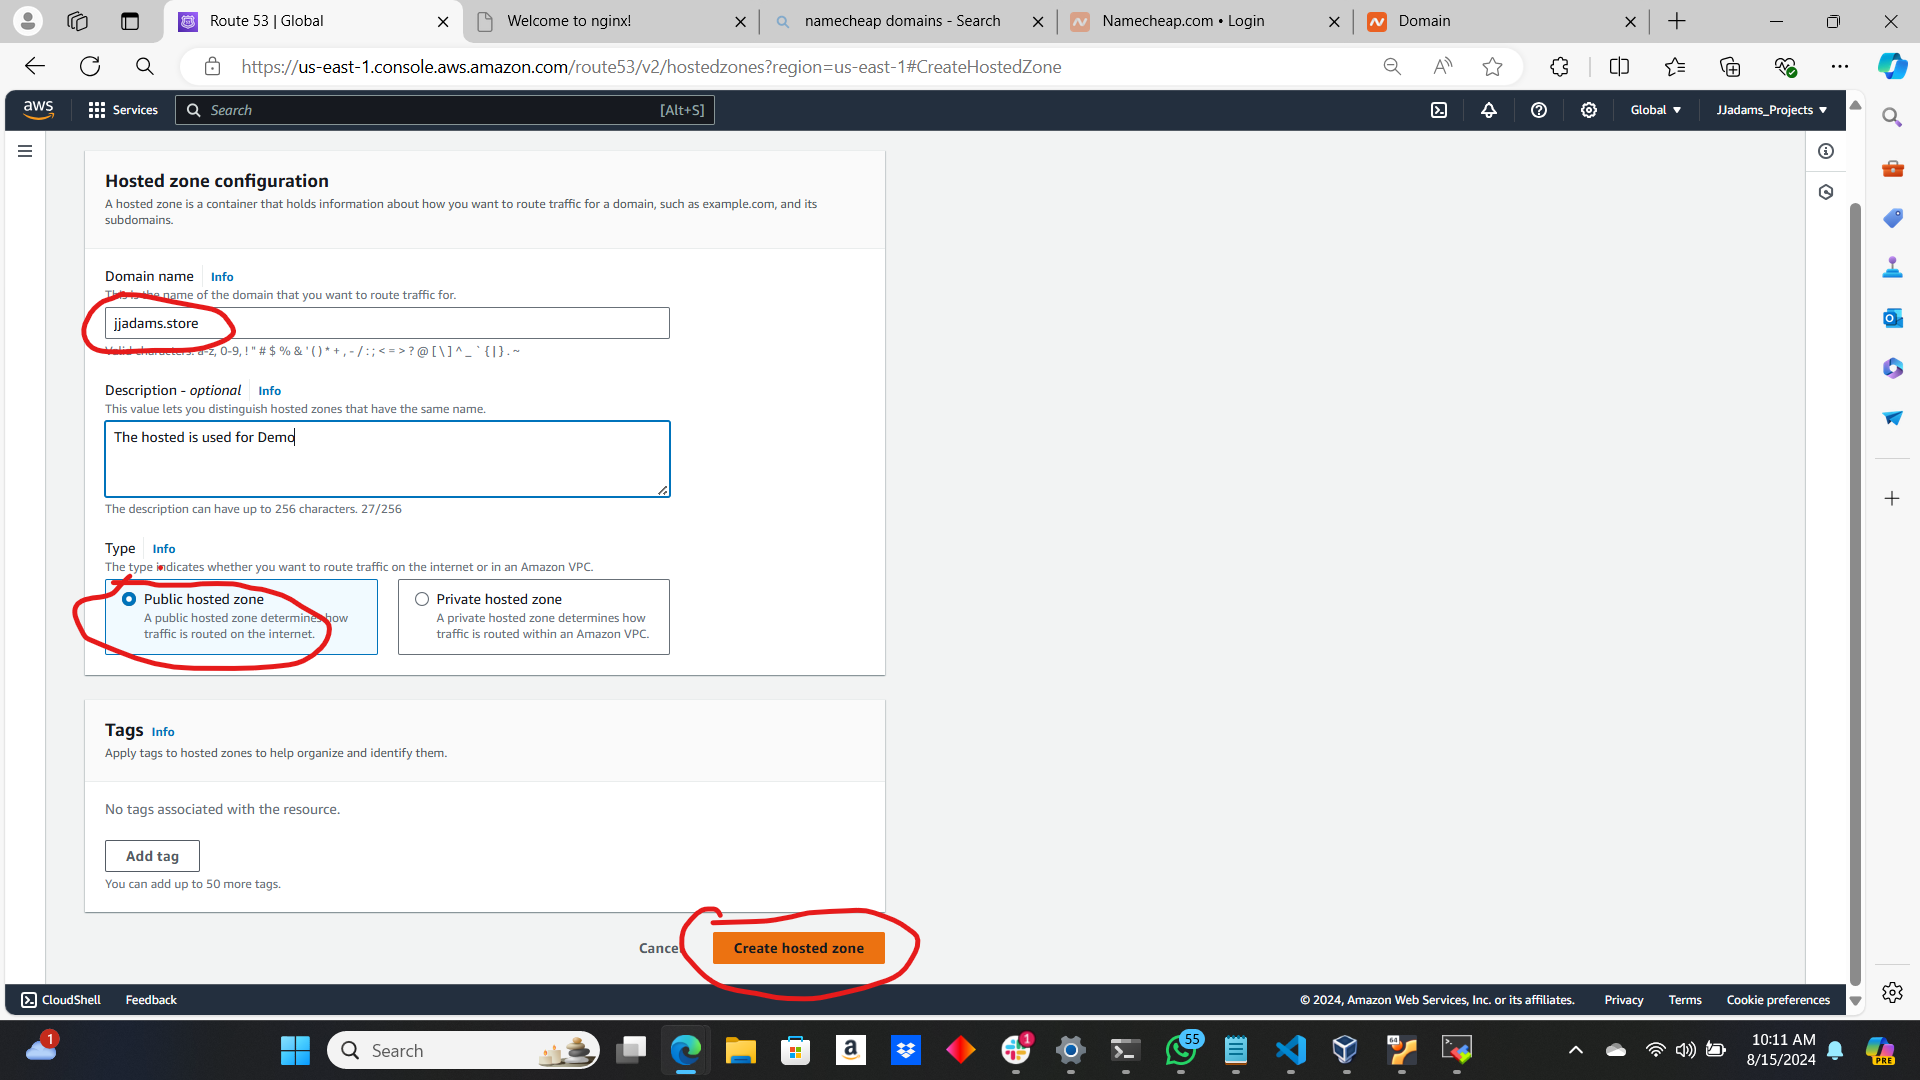 Route 53 | Global
Welcome to nginx!
namecheap domains - Search
Namecheap.com • Login
Domain
https://us-east-1.console.aws.amazon.com/route53/v2/hostedzones?region=us-east-1#CreateHostedZone
aws
Services
Search
[Alt+S]
Global
JJadams_Projects
Hosted zone configuration
A hosted zone is a container that holds information about how you want to route traffic for a domain, such as example.com, and its
subdomains.
Domain name
Info
This is the name of the domain that you want to route traffic for.
jjadams.store
Valid characters: a-z, 0-9, ! " # $ % & ' ( ) * + , - / : ; < = > ? @ [ \ ] ^ _ ` { | } . ~
Description - optional
Info
This value lets you distinguish hosted zones that have the same name.
The hosted is used for Demo
The description can have up to 256 characters. 27/256
Type
Info
The type indicates whether you want to route traffic on the internet or in an Amazon VPC.
Public hosted zone
A public hosted zone determines how
traffic is routed on the internet.
Private hosted zone
A private hosted zone determines how
traffic is routed within an Amazon VPC.
Tags
Info
Apply tags to hosted zones to help organize and identify them.
No tags associated with the resource.
Add tag
You can add up to 50 more tags.
Cancel
Create hosted zone
CloudShell
Feedback
© 2024, Amazon Web Services, Inc. or its affiliates.
Privacy
Terms
Cookie preferences
1
Search
1
55
64
10:11 AM
8/15/2024
PRE